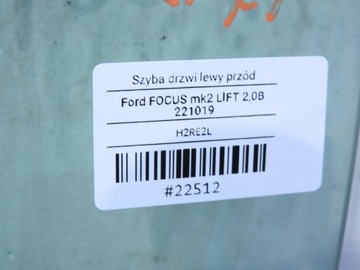 Szyba drzwi lewy przód
Ford FOCUS mk2 LIFT 2,0B
221019
H2RE2L
#22512